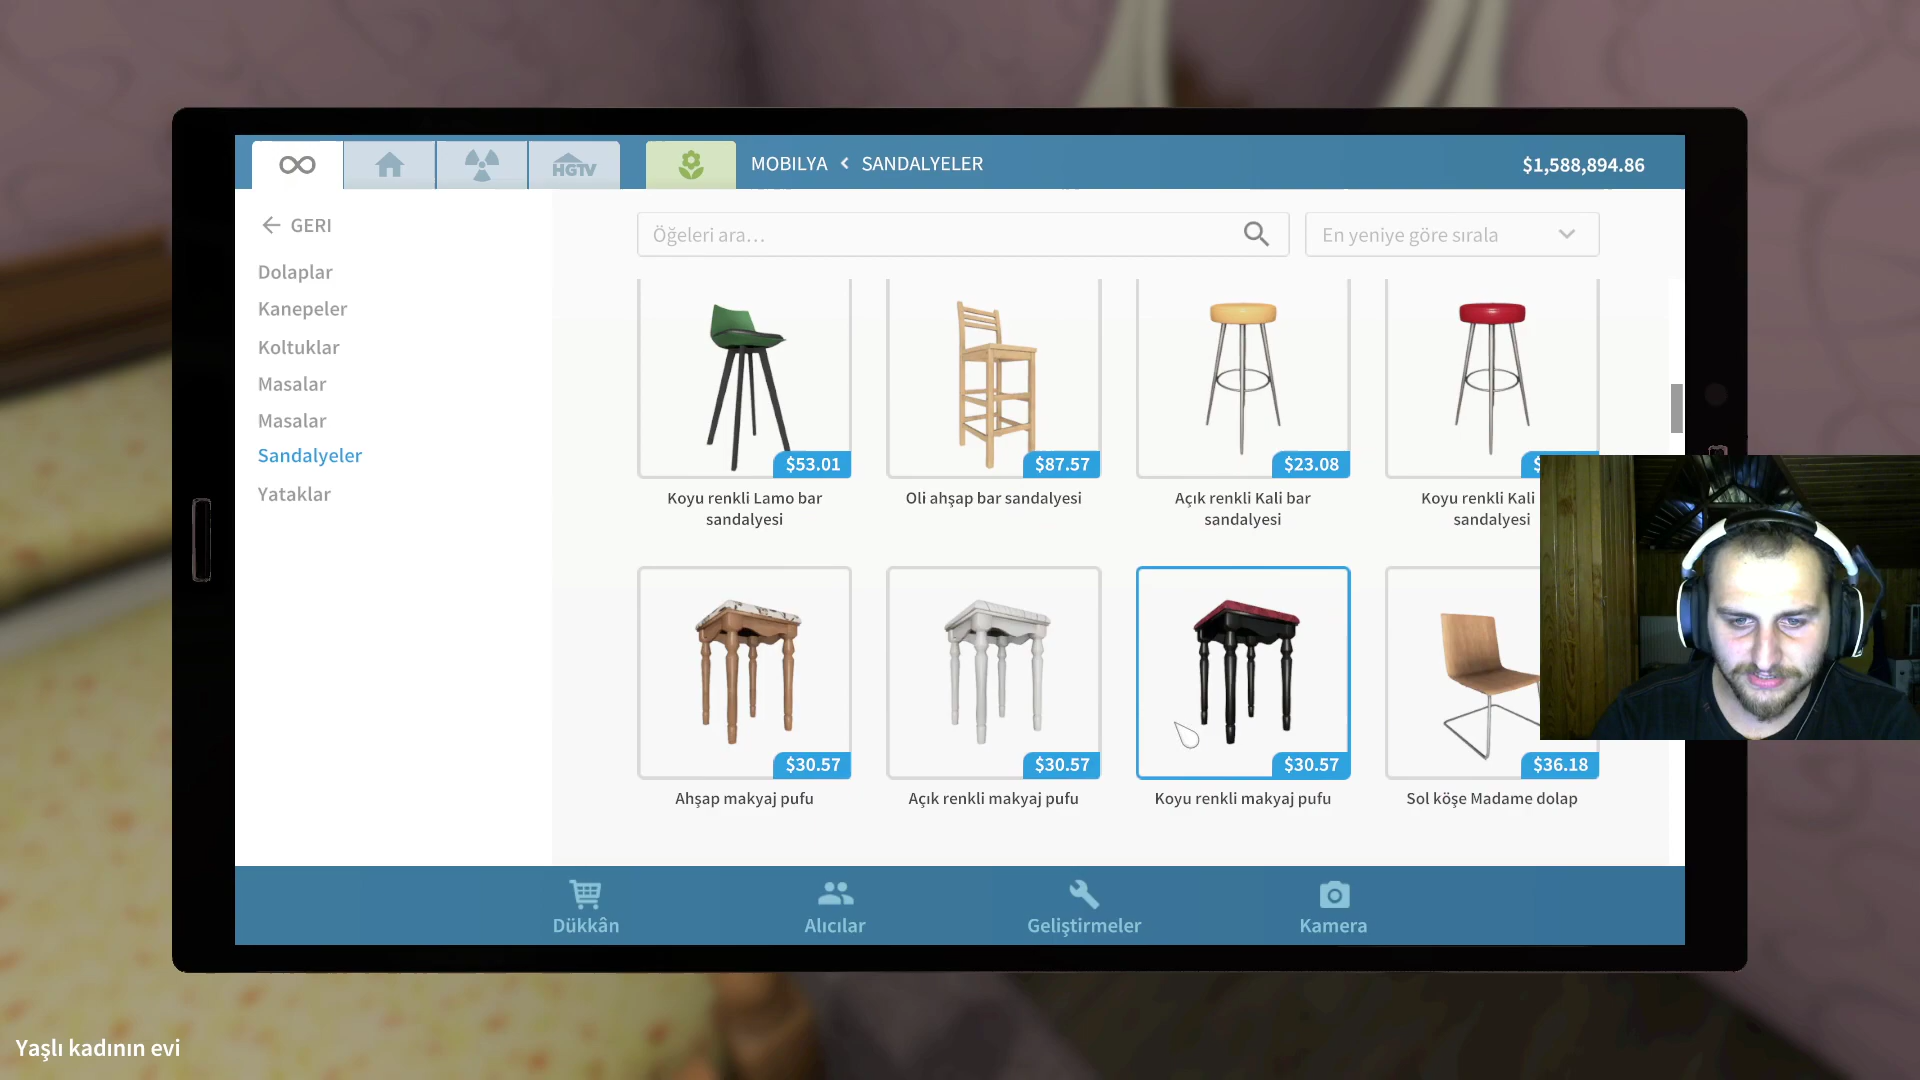 HGTV
MOBILYA < SANDALYELER
$1,588,894.86
← GERI
Öğeleri ara…
En yeniye göre sırala
Dolaplar
Kanepeler
Koltuklar
Masalar
Masalar
Sandalyeler
Yataklar
$53.01
$87.57
$23.08
Koyu renkli Lamo bar
sandalyesi
Oli ahşap bar sandalyesi
Açık renkli Kali bar
sandalyesi
Koyu renkli Kali
sandalyesi
$30.57
$30.57
$30.57
$36.18
Ahşap makyaj pufu
Açık renkli makyaj pufu
Koyu renkli makyaj pufu
Sol köşe Madame dolap
Dükkân
Alıcılar
Geliştirmeler
Kamera
Yaşlı kadının evi